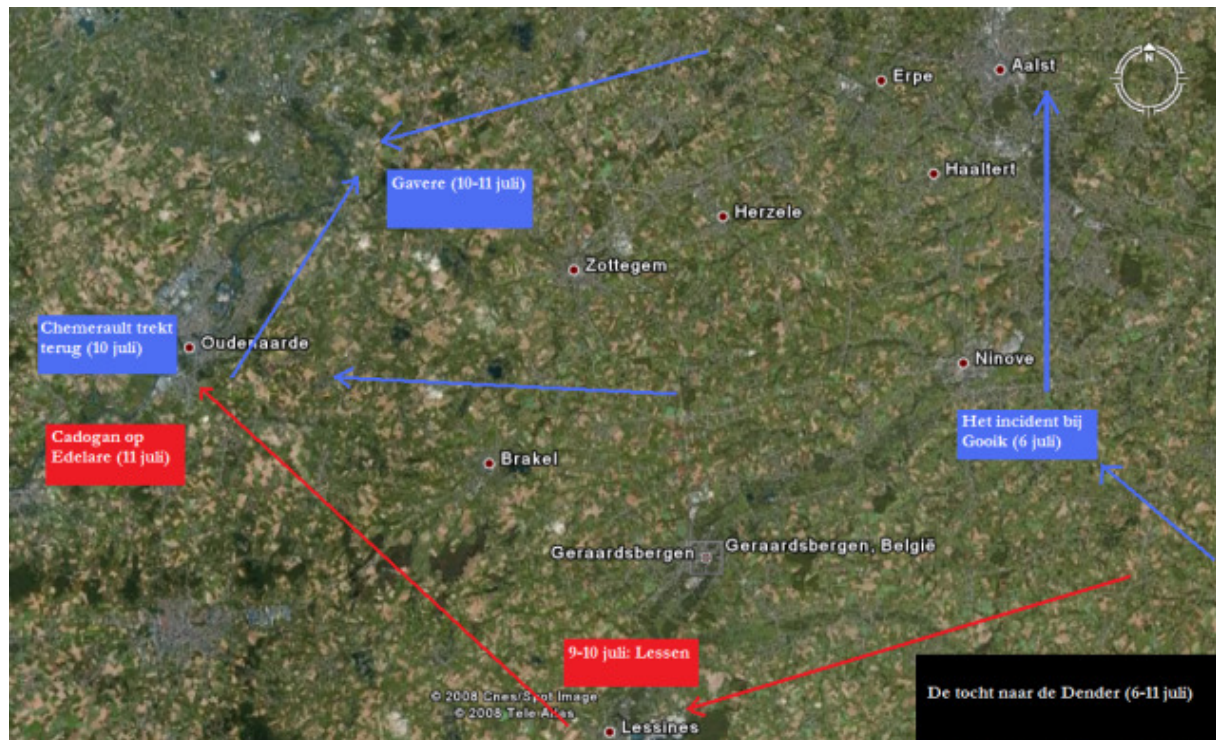 N
Aalst
Erpe
Haaltert
Gavere (10-11 juli)
Herzele
Zottegem
Chemerault trekt
terug (10 juli)
Oudenaarde
Ninove
Het incident bij
Gooik (6 juli)
Cadogan op
Edelare (11 juli)
Brakel
Geraardsbergen
Geraardsbergen, België
9-10 juli: Lessen
De tocht naar de Dender (6-11 juli)
© 2008 Cnes/Spot Image
© 2008 Tele Atlas
Lessines